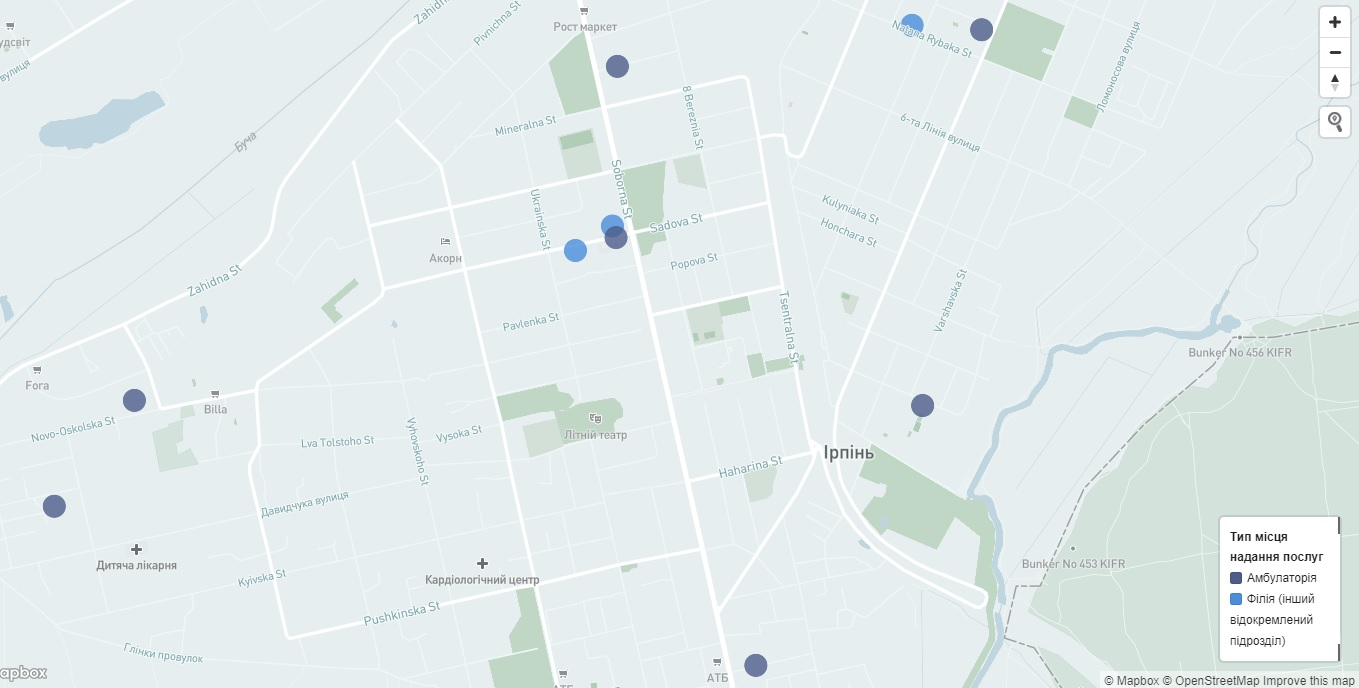 Zahidna
Pivnichna St
Рост маркет
Natana Rybaka St
удсвіт
вулиця
Ломоносова вулиця
8 Bereznia St
Mineralna St
6-та Лінія вулиця
Буча
Soborna St
Ukrainska St
Kulyniaka St
Sadova St
Honchara St
Акорн
Popova St
Zahidna St
Varshavska St
Pavlenka St
Tsentralna St
Bunker No 456 KIFR
Fora
Billa
Novo-Oskolska St
Літній театр
Vysoka St
Lva Tolstoho St
Vyhovskoho St
Ірпінь
Haharina St
Давидчука вулиця
Тип місця
надання послуг
Дитяча лікарня
Bunker No 453 KIFR
Kyivska St
Кардіологічний центр
Амбулаторія
Філія (інший
відокремлений
підрозділ)
Pushkinska St
Глінки провулок
apbox
АТБ
АТБ
© Mapbox © OpenStreetMap Improve this map